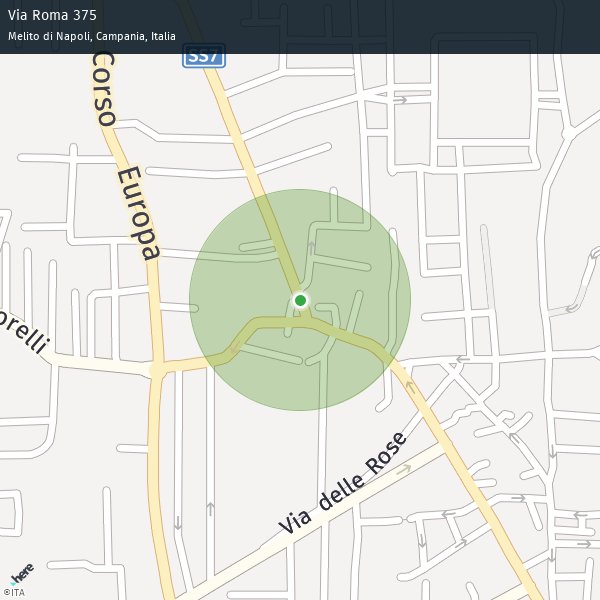 Via Roma 375
Melito di Napoli, Campania, Italia
SS7
Corso Europa
orelli
Via delle Rose
here
©ITA